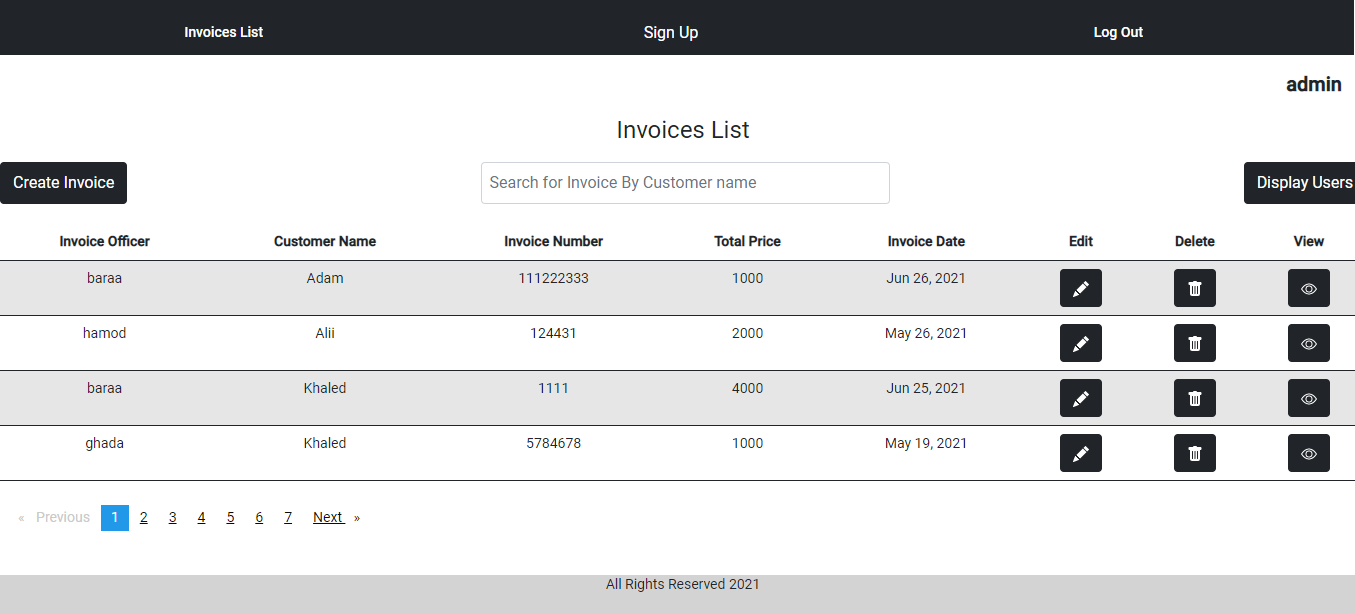 Invoices List Sign Up Log Out
admin
Invoices List
Create Invoice Search for Invoice By Customer name Display Users
Invoice Officer Customer Name Invoice Number Total Price Invoice Date Edit Delete View
baraa Adam 111222333 1000 Jun 26, 2021
hamod Alii 124431 2000 May 26, 2021
baraa Khaled 1111 4000 Jun 25, 2021
ghada Khaled 5784678 1000 May 19, 2021
« Previous 1 2 3 4 5 6 7 Next »
All Rights Reserved 2021